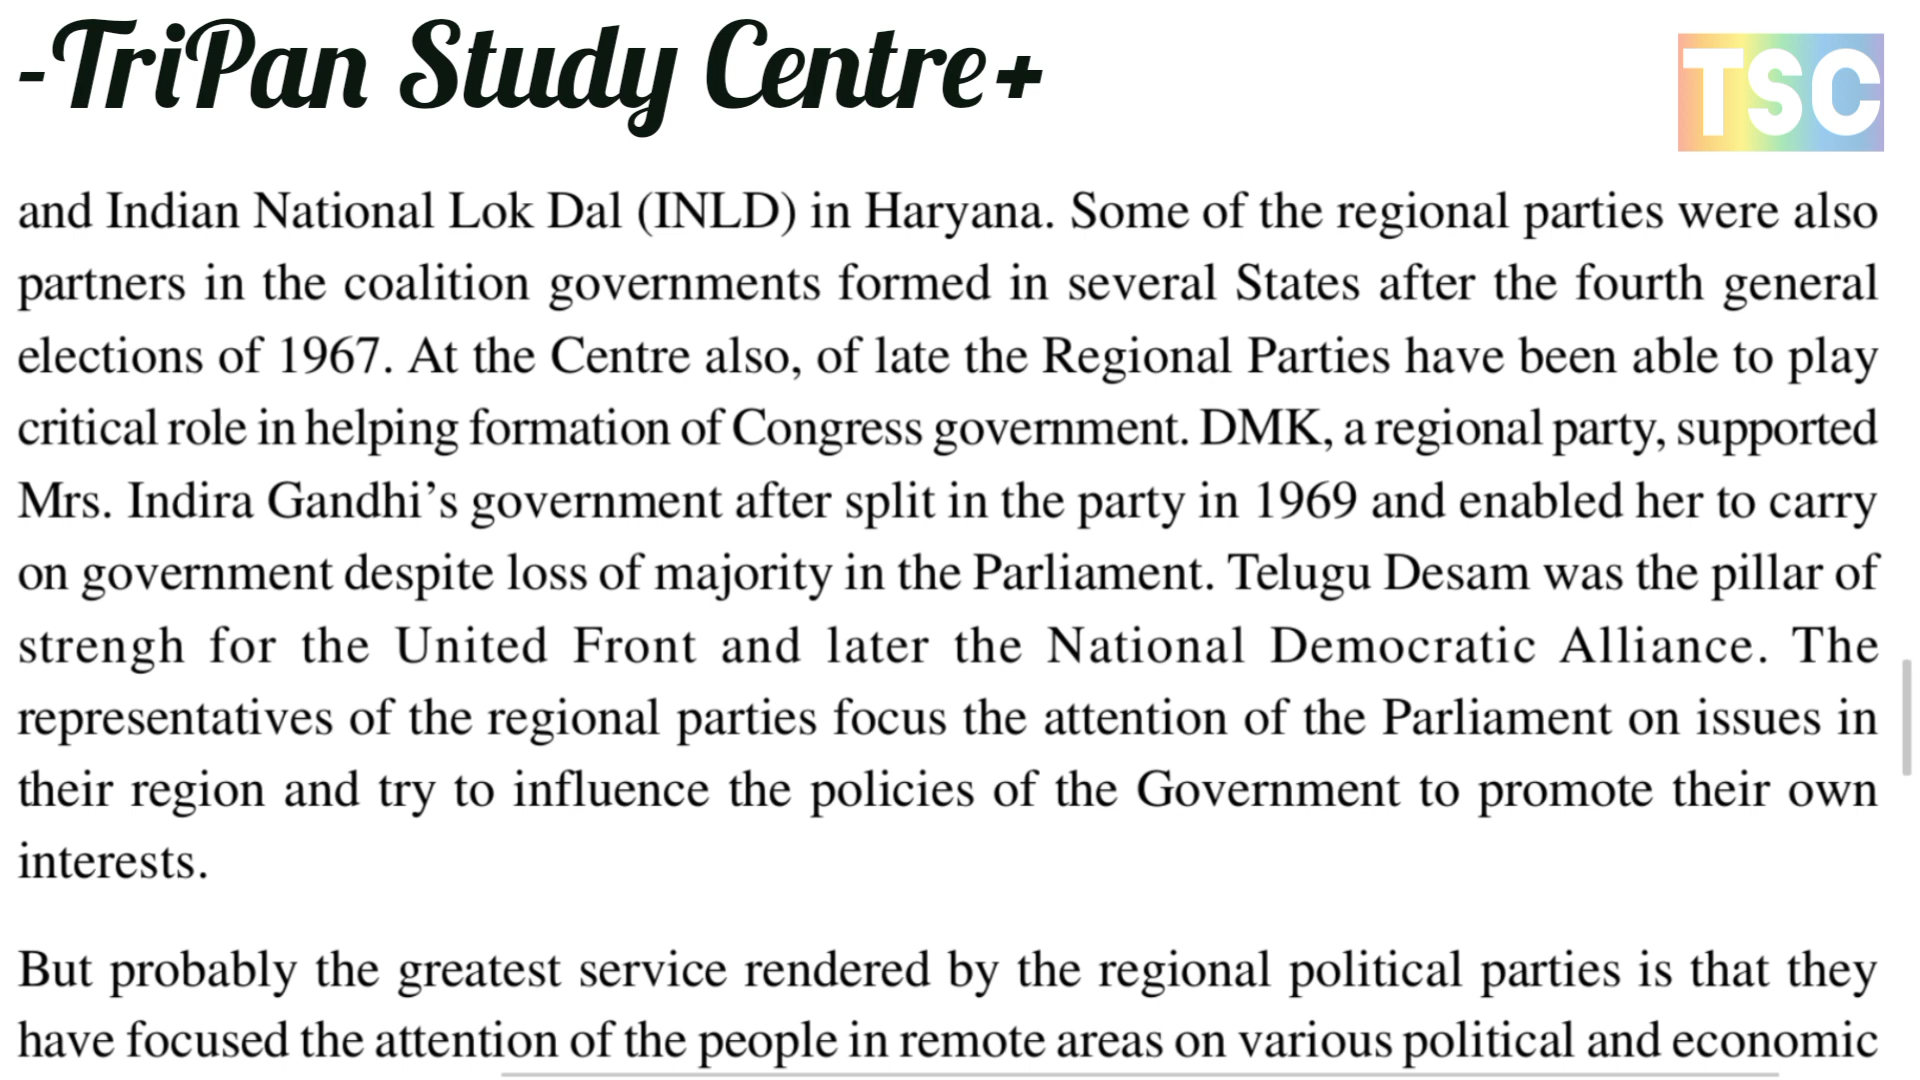 -TriPan Study Centre+
TSC
and Indian National Lok Dal (INLD) in Haryana. Some of the regional parties were also
partners in the coalition governments formed in several States after the fourth general
elections of 1967. At the Centre also, of late the Regional Parties have been able to play
critical role in helping formation of Congress government. DMK, a regional party, supported
Mrs. Indira Gandhi’s government after split in the party in 1969 and enabled her to carry
on government despite loss of majority in the Parliament. Telugu Desam was the pillar of
strengh for the United Front and later the National Democratic Alliance. The
representatives of the regional parties focus the attention of the Parliament on issues in
their region and try to influence the policies of the Government to promote their own
interests.
But probably the greatest service rendered by the regional political parties is that they
have focused the attention of the people in remote areas on various political and economic